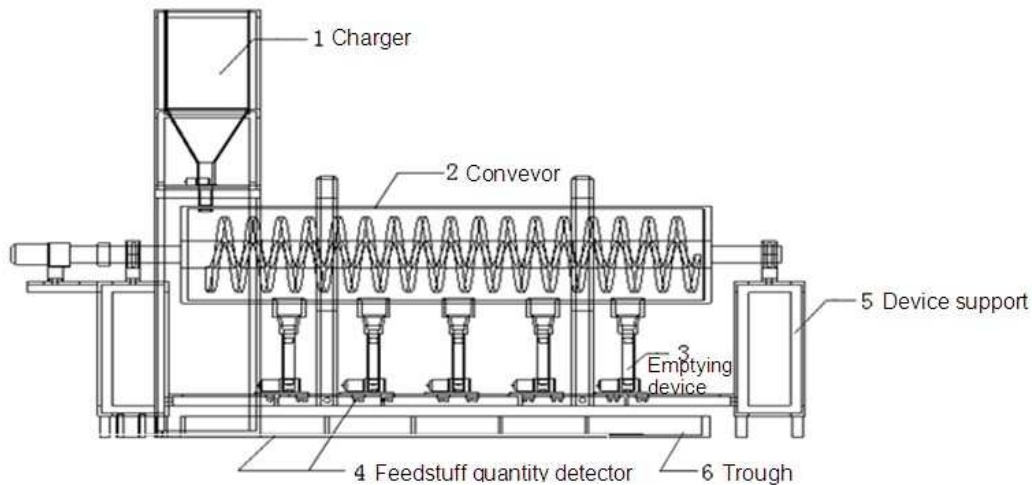 1 Charger
2 Convevor
3
Emptying
device
5 Device support
4 Feedstuff quantity detector
6 Trough